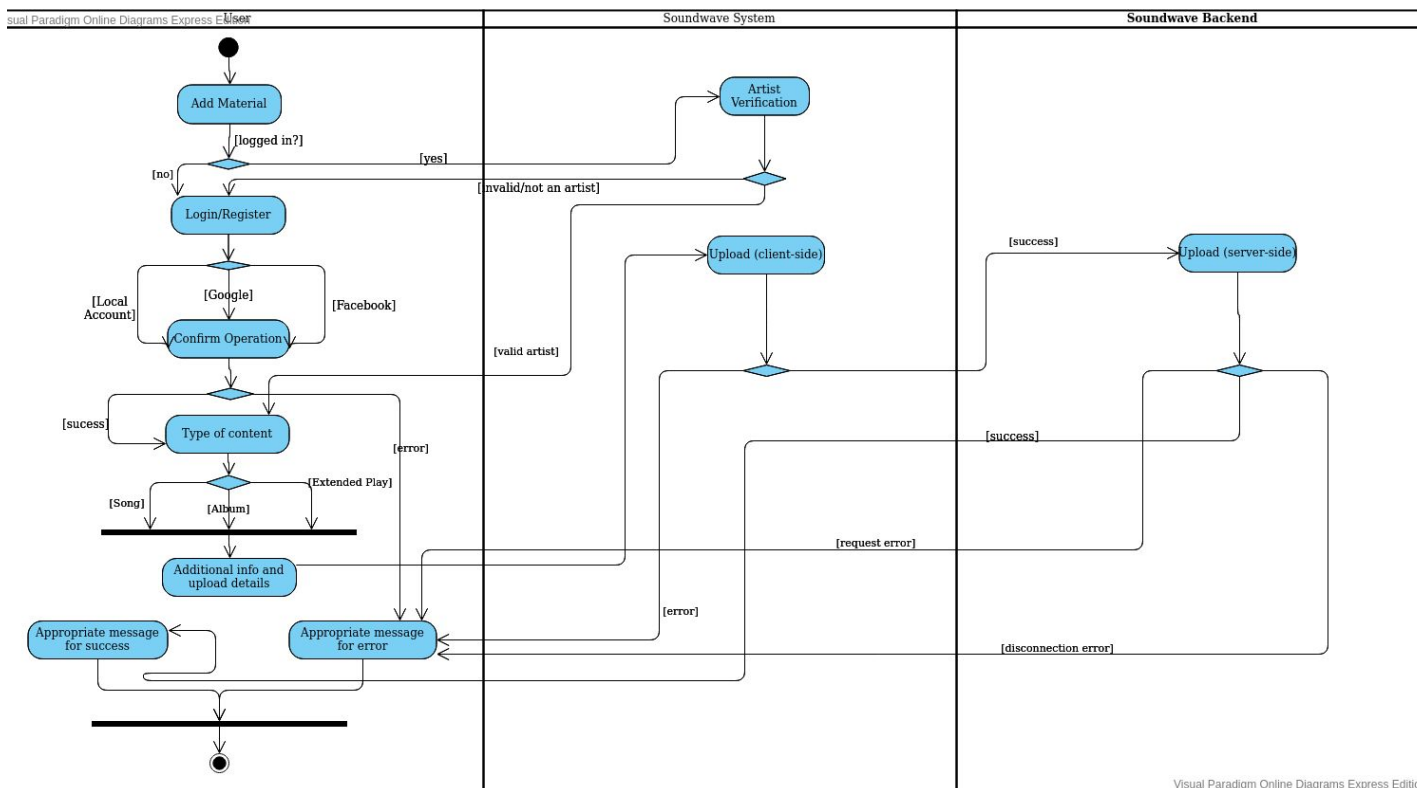 sual Paradigm Online Diagrams Express Edition
User
Soundwave System
Soundwave Backend
Add Material
Artist
Verification
[logged in?]
[yes]
[no]
[invalid/not an artist]
Login/Register
[success]
Upload (client-side)
Upload (server-side)
[Local
Account]
[Google]
[Facebook]
Confirm Operation
[valid artist]
[sucess]
Type of content
[error]
[success]
[Song]
[Album]
[Extended Play]
[request error]
Additional info and
upload details
[error]
Appropriate message
for success
Appropriate message
for error
[disconnection error]
Visual Paradigm Online Diagrams Express Editio